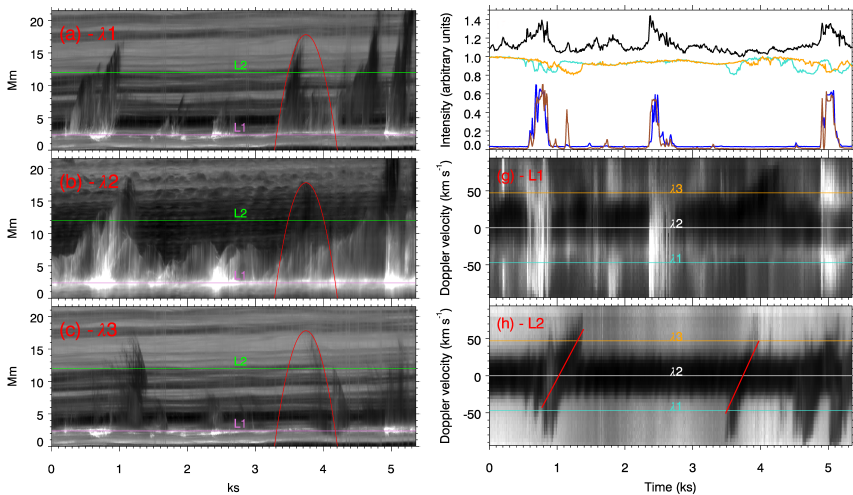 (a) - λ1
L2
L1
20
15
10
5
0
Mm
(b) - λ2
L2
L1
20
15
10
5
0
Mm
(c) - λ3
L2
L1
20
15
10
5
0
Mm
0 1 2 3 4 5
ks
Intensity (arbitrary units)
1.4
1.2
1.0
0.8
0.6
0.4
0.2
0.0
(g) - L1
λ3
λ2
λ1
50
0
-50
Doppler velocity (km s-1)
(h) - L2
λ3
λ2
λ1
50
0
-50
Doppler velocity (km s-1)
0 1 2 3 4 5
Time (ks)